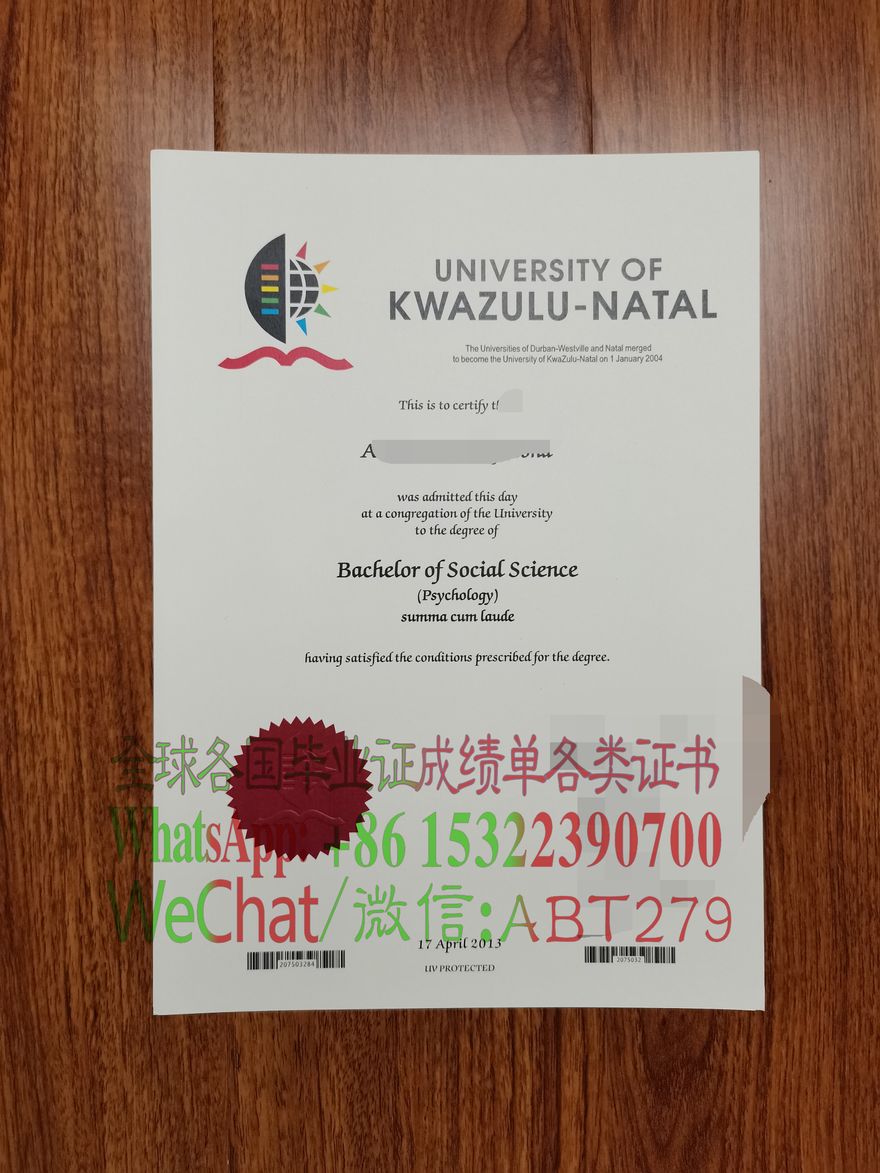 UNIVERSITY OF
KWAZULU-NATAL
The Universities of Durban-Westville and Natal merged
to become the University of KwaZulu-Natal on 1 January 2004
This is to certify
was admitted this day
at a congregation of the University
to the degree of
Bachelor of Social Science
(Psychology)
summa cum laude
having satisfied the conditions prescribed for the degree.
全球各国毕业证成绩单各类证书
WhatsApp: +86 15322390700
WeChat/微信:ABT279
17 April 2013
207503284
2075032
UV PROTECTED